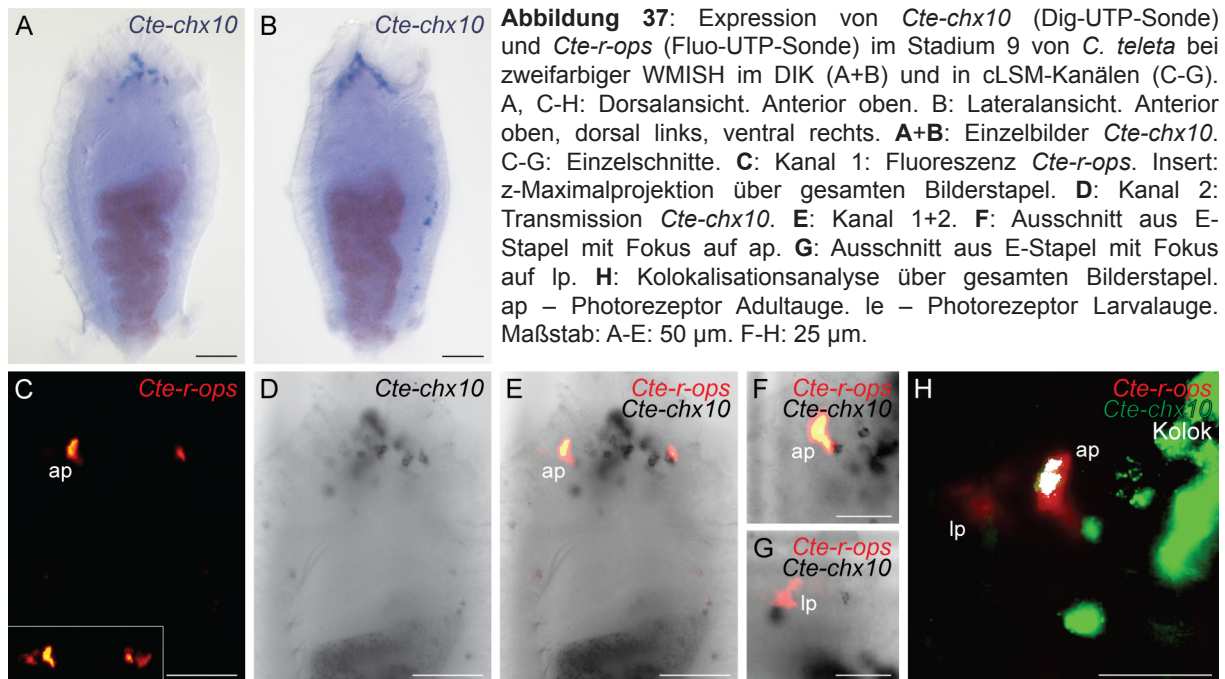 A Cte-chx10
B Cte-chx10
Abbildung 37: Expression von Cte-chx10 (Dig-UTP-Sonde)
und Cte-r-ops (Fluo-UTP-Sonde) im Stadium 9 von C. teleta bei
zweifarbiger WMISH im DIK (A+B) und in cLSM-Kanälen (C-G).
A, C-H: Dorsalansicht. Anterior oben. B: Lateralansicht. Anterior
oben, dorsal links, ventral rechts. A+B: Einzelbilder Cte-chx10.
C-G: Einzelschnitte. C: Kanal 1: Fluoreszenz Cte-r-ops. Insert:
z-Maximalprojektion über gesamten Bilderstapel. D: Kanal 2:
Transmission Cte-chx10. E: Kanal 1+2. F: Ausschnitt aus E-
Stapel mit Fokus auf ap. G: Ausschnitt aus E-Stapel mit Fokus
auf lp. H: Kolokalisationsanalyse über gesamten Bilderstapel.
ap – Photorezeptor Adultauge. le – Photorezeptor Larvalauge.
Maßstab: A-E: 50 µm. F-H: 25 µm.
C Cte-r-ops
ap
D Cte-chx10
E Cte-r-ops
Cte-chx10
ap
F Cte-r-ops
Cte-chx10
ap
G Cte-r-ops
Cte-chx10
lp
H Cte-r-ops
Cte-chx10
Kolok
ap
lp